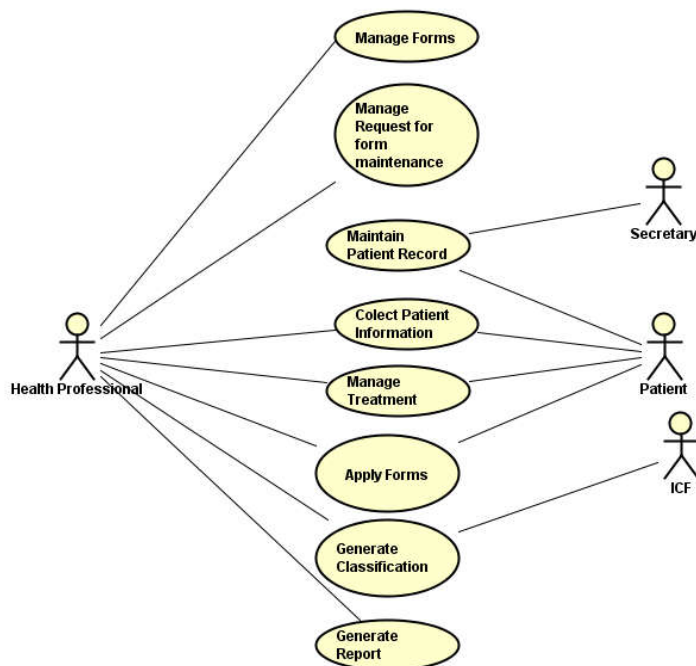 Manage Forms
Manage
Request for
form
maintenance
Secretary
Maintain
Patient Record
Colect Patient
Information
Health Professional
Manage
Treatment
Patient
Apply Forms
ICF
Generate
Classification
Generate
Report